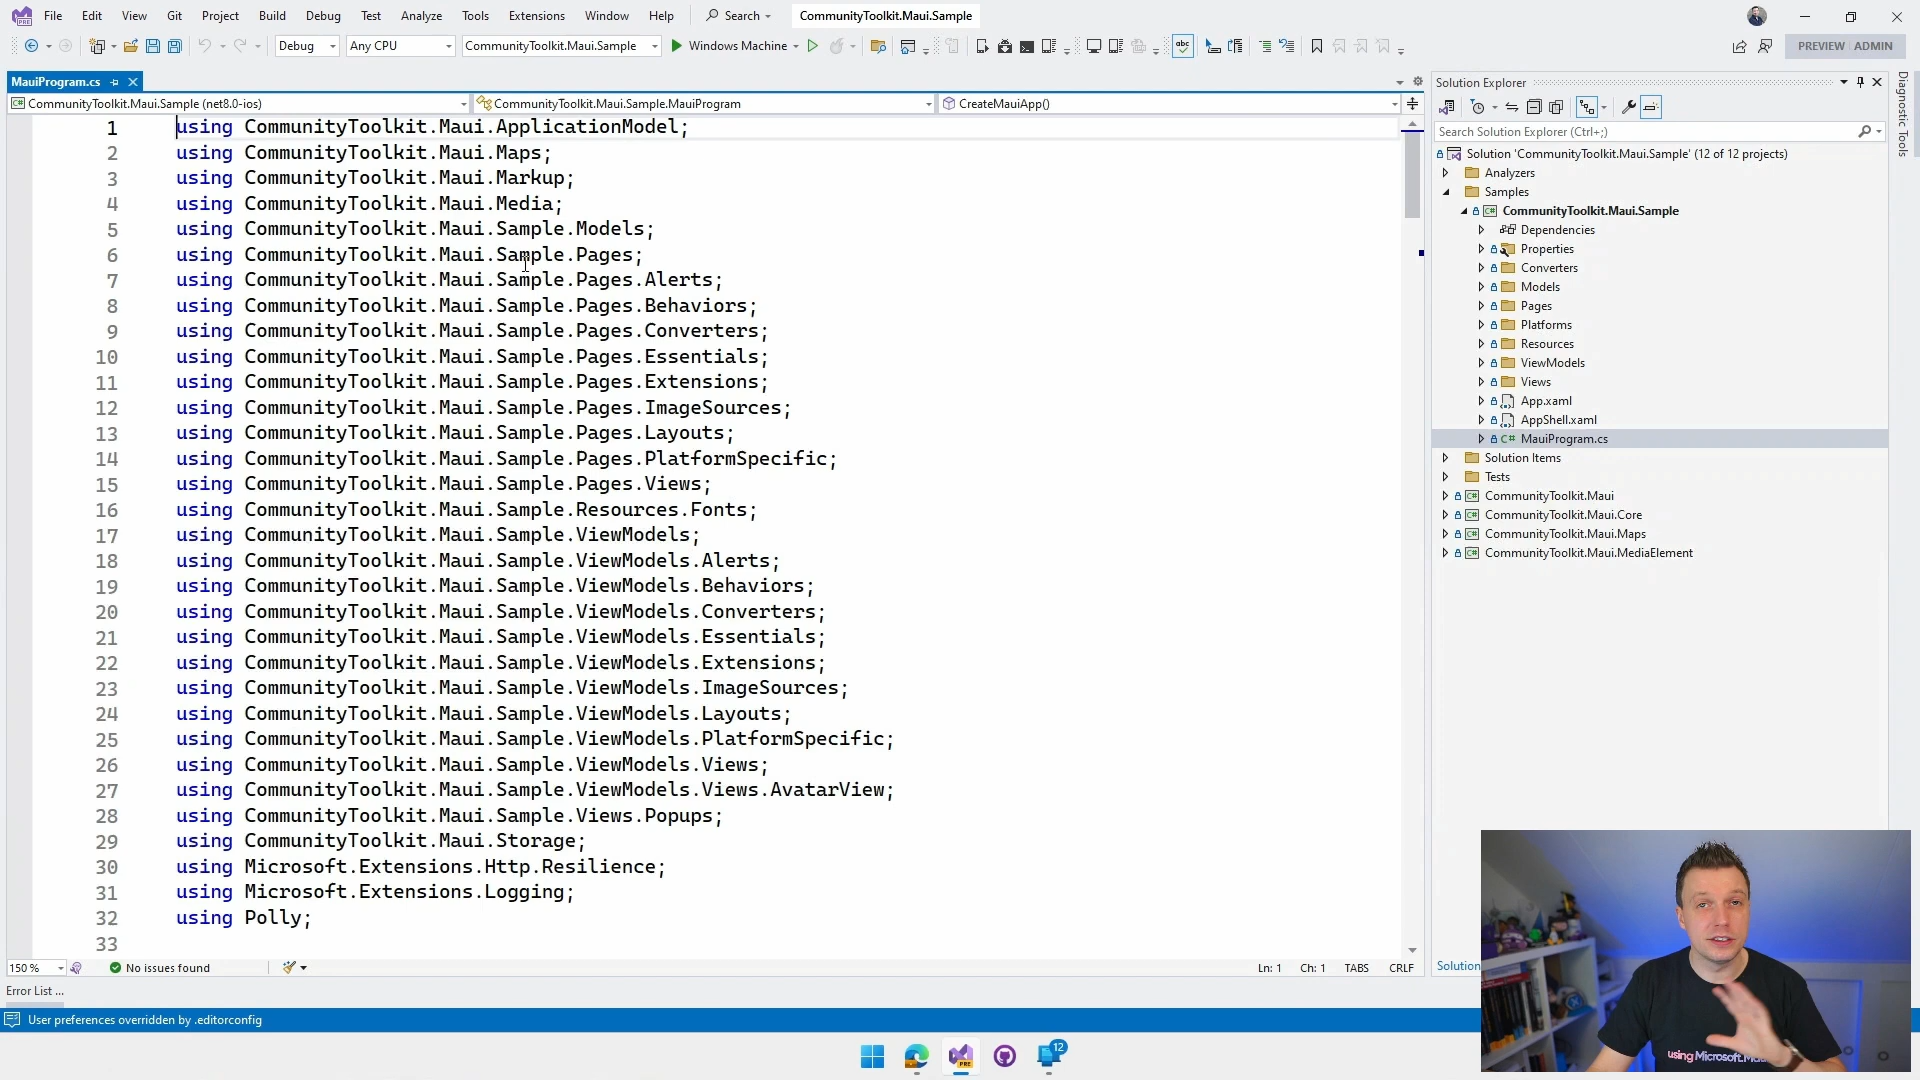 File Edit View Git Project Build Debug Test Analyze Tools Extensions Window Help Search CommunityToolkit.Maui.Sample
Debug Any CPU CommunityToolkit.Maui.Sample Windows Machine PREVIEW ADMIN
MauiProgram.cs
CommunityToolkit.Maui.Sample (net8.0-ios) CommunityToolkit.Maui.Sample.MauiProgram CreateMauiApp()
1 using CommunityToolkit.Maui.ApplicationModel;
2 using CommunityToolkit.Maui.Maps;
3 using CommunityToolkit.Maui.Markup;
4 using CommunityToolkit.Maui.Media;
5 using CommunityToolkit.Maui.Sample.Models;
6 using CommunityToolkit.Maui.Sample.Pages;
7 using CommunityToolkit.Maui.Sample.Pages.Alerts;
8 using CommunityToolkit.Maui.Sample.Pages.Behaviors;
9 using CommunityToolkit.Maui.Sample.Pages.Converters;
10 using CommunityToolkit.Maui.Sample.Pages.Essentials;
11 using CommunityToolkit.Maui.Sample.Pages.Extensions;
12 using CommunityToolkit.Maui.Sample.Pages.ImageSources;
13 using CommunityToolkit.Maui.Sample.Pages.Layouts;
14 using CommunityToolkit.Maui.Sample.Pages.PlatformSpecific;
15 using CommunityToolkit.Maui.Sample.Pages.Views;
16 using CommunityToolkit.Maui.Sample.Resources.Fonts;
17 using CommunityToolkit.Maui.Sample.ViewModels;
18 using CommunityToolkit.Maui.Sample.ViewModels.Alerts;
19 using CommunityToolkit.Maui.Sample.ViewModels.Behaviors;
20 using CommunityToolkit.Maui.Sample.ViewModels.Converters;
21 using CommunityToolkit.Maui.Sample.ViewModels.Essentials;
22 using CommunityToolkit.Maui.Sample.ViewModels.Extensions;
23 using CommunityToolkit.Maui.Sample.ViewModels.ImageSources;
24 using CommunityToolkit.Maui.Sample.ViewModels.Layouts;
25 using CommunityToolkit.Maui.Sample.ViewModels.PlatformSpecific;
26 using CommunityToolkit.Maui.Sample.ViewModels.Views;
27 using CommunityToolkit.Maui.Sample.ViewModels.Views.AvatarView;
28 using CommunityToolkit.Maui.Sample.Views.Popups;
29 using CommunityToolkit.Maui.Storage;
30 using Microsoft.Extensions.Http.Resilience;
31 using Microsoft.Extensions.Logging;
32 using Polly;
33
150 % No issues found Ln: 1 Ch: 1 TABS CRLF
Error List ...
User preferences overridden by .editorconfig
Solution Explorer
Search Solution Explorer (Ctrl+;)
Solution 'CommunityToolkit.Maui.Sample' (12 of 12 projects)
Analyzers
Samples
CommunityToolkit.Maui.Sample
Dependencies
Properties
Converters
Models
Pages
Platforms
Resources
ViewModels
Views
App.xaml
AppShell.xaml
C# MauiProgram.cs
Solution Items
Tests
CommunityToolkit.Maui
CommunityToolkit.Maui.Core
CommunityToolkit.Maui.Maps
CommunityToolkit.Maui.MediaElement
Solution
Diagnostic Tools
using Microsoft.Ma
12